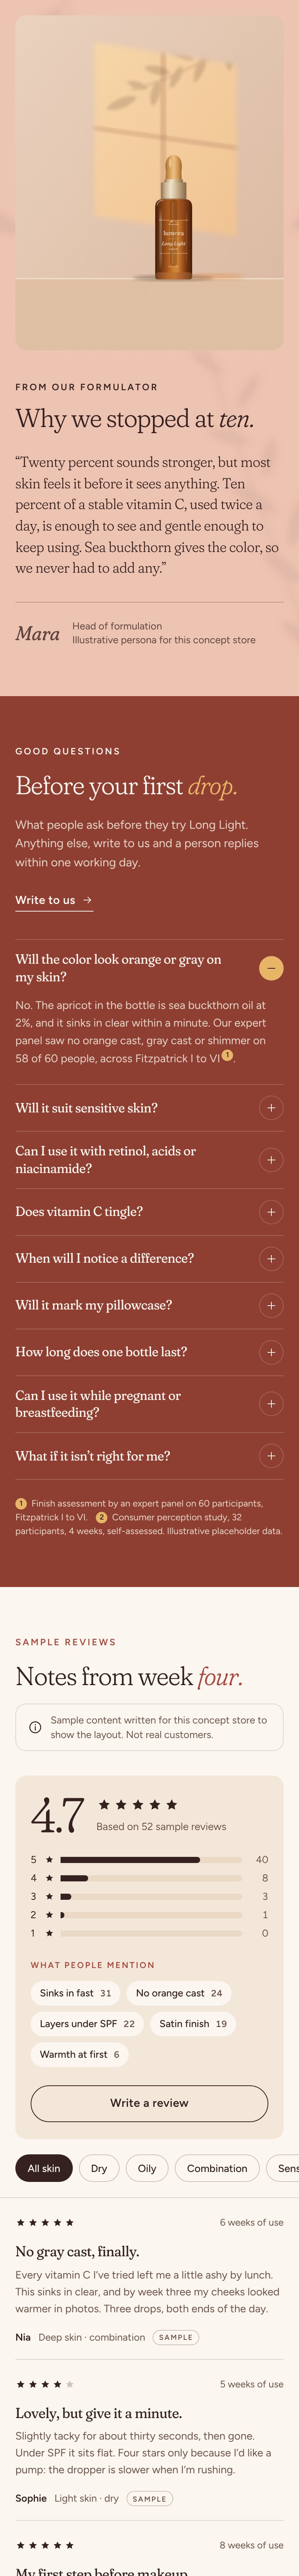 lumera
Long Light
FROM OUR FORMULATOR
Why we stopped at ten.
“Twenty percent sounds stronger, but most
skin feels it before it sees anything. Ten
percent of a stable vitamin C, used twice a
day, is enough to see and gentle enough to
keep using. Sea buckthorn gives the color, so
we never had to add any.”
Mara
Head of formulation
Illustrative persona for this concept store
GOOD QUESTIONS
Before your first drop.
What people ask before they try Long Light.
Anything else, write to us and a person replies
within one working day.
Write to us →
Will the color look orange or gray on
my skin?
No. The apricot in the bottle is sea buckthorn oil at
2%, and it sinks in clear within a minute. Our expert
panel saw no orange cast, gray cast or shimmer on
58 of 60 people, across Fitzpatrick I to VI 1.
Will it suit sensitive skin?
Can I use it with retinol, acids or
niacinamide?
Does vitamin C tingle?
When will I notice a difference?
Will it mark my pillowcase?
How long does one bottle last?
Can I use it while pregnant or
breastfeeding?
What if it isn’t right for me?
1 Finish assessment by an expert panel on 60 participants,
Fitzpatrick I to VI. 2 Consumer perception study, 32
participants, 4 weeks, self-assessed. Illustrative placeholder data.
SAMPLE REVIEWS
Notes from week four.
Sample content written for this concept store to
show the layout. Not real customers.
4.7
Based on 52 sample reviews
5 ★ 40
4 ★ 8
3 ★ 3
2 ★ 1
1 ★ 0
WHAT PEOPLE MENTION
Sinks in fast 31 No orange cast 24
Layers under SPF 22 Satin finish 19
Warmth at first 6
Write a review
All skin Dry Oily Combination Sens
6 weeks of use
No gray cast, finally.
Every vitamin C I’ve tried left me a little ashy by lunch.
This sinks in clear, and by week three my cheeks looked
warmer in photos. Three drops, both ends of the day.
Nia Deep skin · combination SAMPLE
5 weeks of use
Lovely, but give it a minute.
Slightly tacky for about thirty seconds, then gone.
Under SPF it sits flat. Four stars only because I’d like a
pump: the dropper is slower when I’m rushing.
Sophie Light skin · dry SAMPLE
8 weeks of use
My first step before makeup